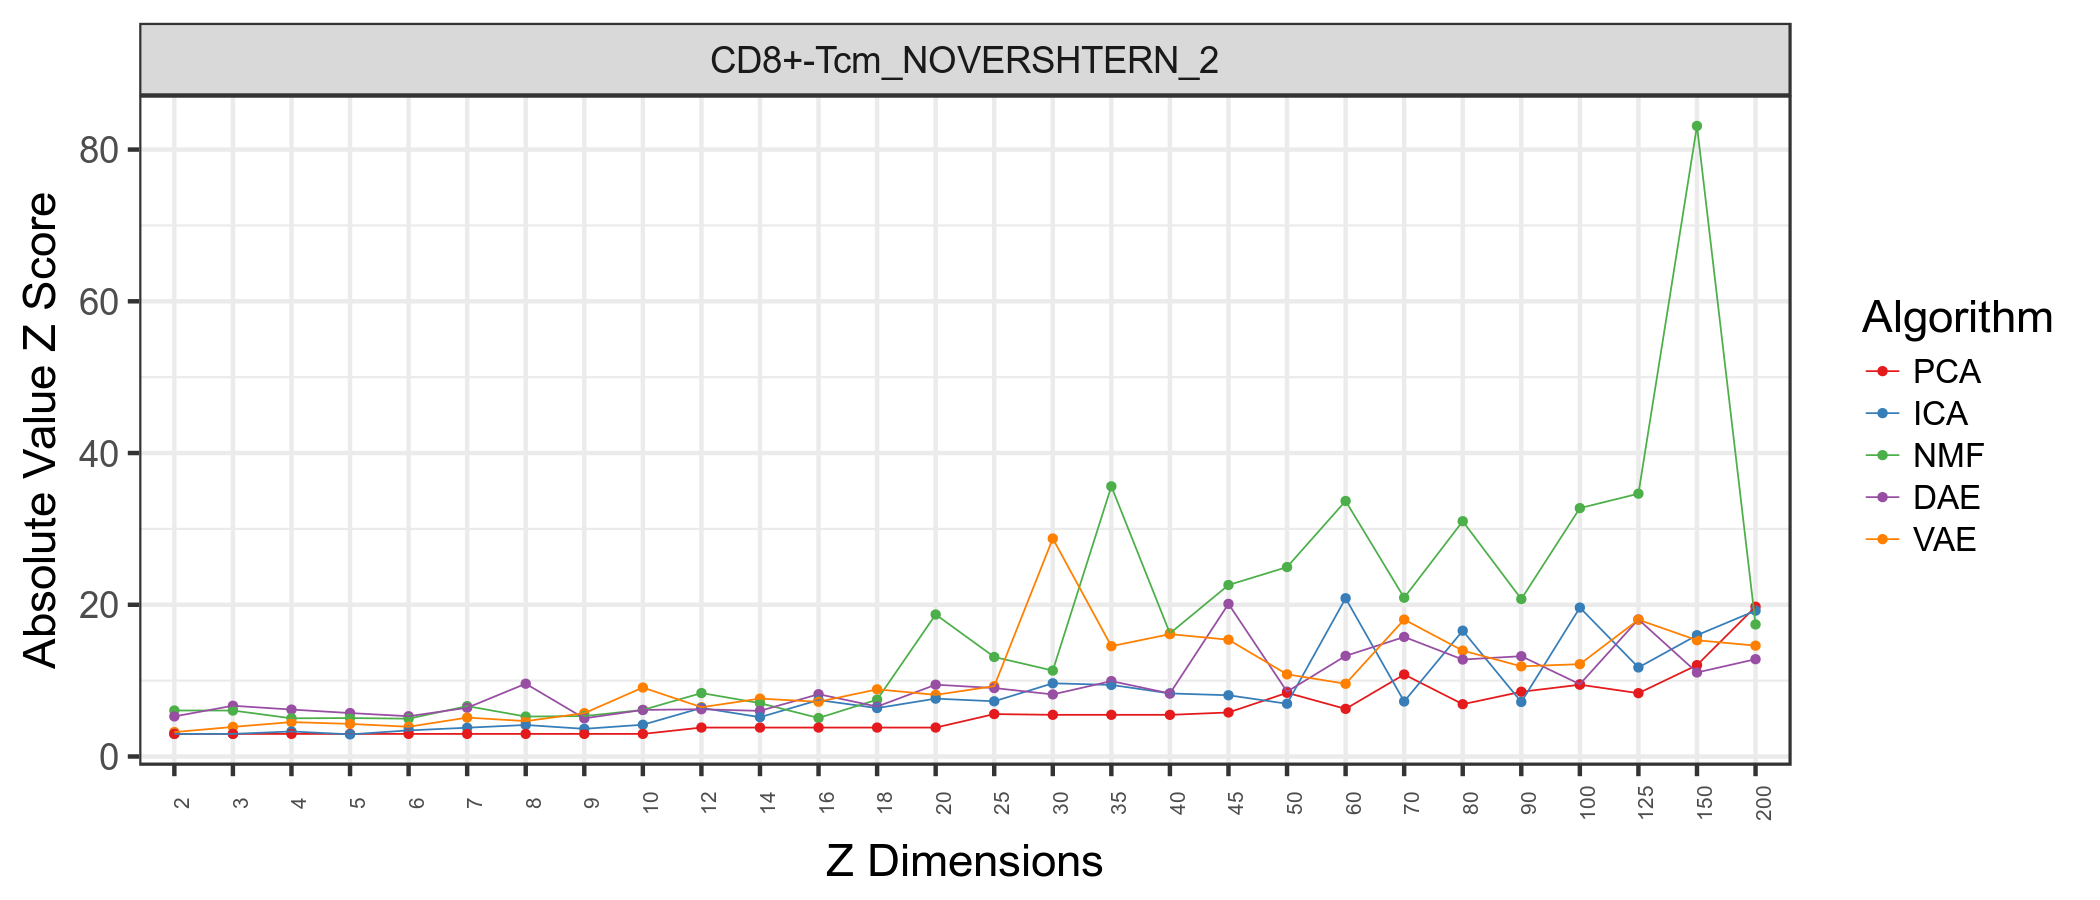 CD8+-Tcm_NOVERSHTERN_2
Absolute Value Z Score
80
60
40
20
0
2 3 4 5 6 7 8 9 10 12 14 16 18 20 25 30 35 40 45 50 60 70 80 90 100 125 150 200
Z Dimensions
Algorithm
PCA
ICA
NMF
DAE
VAE